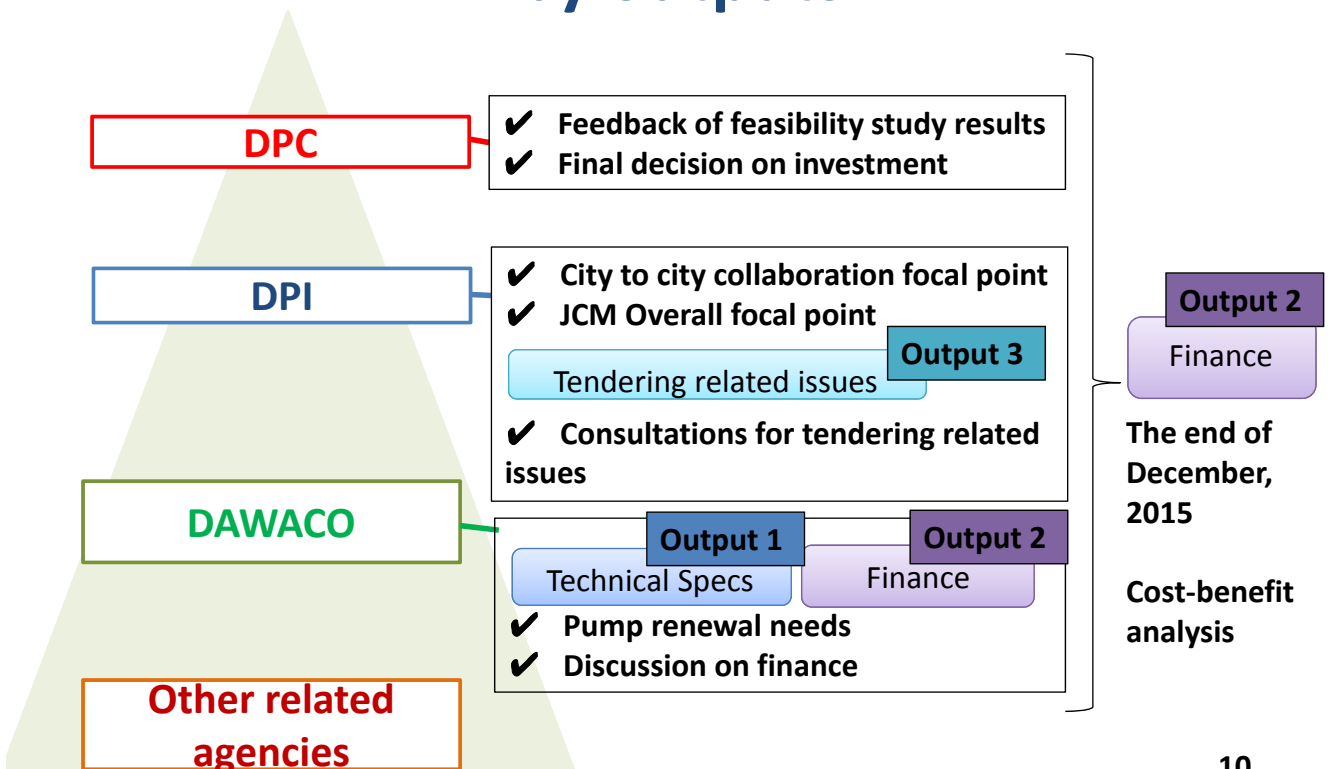 DPC
✔ Feedback of feasibility study results
✔ Final decision on investment
DPI
✔ City to city collaboration focal point
✔ JCM Overall focal point
Output 3
Tendering related issues
✔ Consultations for tendering related
issues
DAWACO
Output 1
Technical Specs
Output 2
Finance
✔ Pump renewal needs
✔ Discussion on finance
Other related
agencies
Output 2
Finance
The end of
December,
2015
Cost-benefit
analysis
10